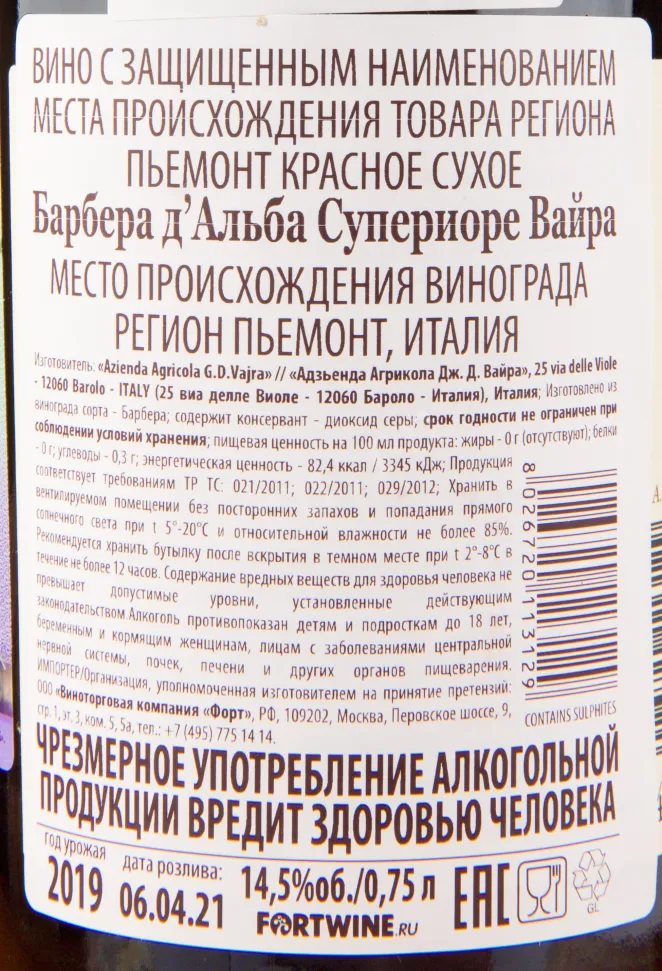 ВИНО С ЗАЩИЩЕННЫМ НАИМЕНОВАНИЕМ
МЕСТА ПРОИСХОЖДЕНИЯ ТОВАРА РЕГИОНА
ПЬЕМОНТ КРАСНОЕ СУХОЕ
Барбера д’Альба Супериоре Вайра
МЕСТО ПРОИСХОЖДЕНИЯ ВИНОГРАДА
РЕГИОН ПЬЕМОНТ, ИТАЛИЯ
Изготовитель: «Azienda Agricola G.D.Vajra» // «Адзьенда Агрикола Дж. Д. Вайра», 25 via delle Viole
- 12060 Barolo - ITALY (25 виа делле Виоле - 12060 Бароло - Италия), Италия; Изготовлено из
винограда сорта - Барбера; содержит консервант - диоксид серы; срок годности не ограничен при
соблюдении условий хранения; пищевая ценность на 100 мл продукта: жиры - 0 г (отсутствуют); белки
- 0 г; углеводы - 0,3 г; энергетическая ценность - 82,4 ккал / 3345 кДж; Продукция
соответствует требованиям ТР ТС: 021/2011; 022/2011; 029/2012; Хранить в
вентилируемом помещении без посторонних запахов и попадания прямого
солнечного света при t 5°-20°С и относительной влажности не более 85%.
Рекомендуется хранить бутылку после вскрытия в темном месте при t 2°-8°С в
течение не более 12 часов. Содержание вредных веществ для здоровья человека не
превышает допустимые уровни, установленные действующим
законодательством.Алкоголь противопоказан детям и подросткам до 18 лет,
беременным и кормящим женщинам, лицам с заболеваниями центральной
нервной системы, почек, печени и других органов пищеварения.
ИМПОРТЕР/Организация, уполномоченная изготовителем на принятие претензий:
ООО «Виноторговая компания «Форт», РФ, 109202, Москва, Перовское шоссе, 9,
стр. 1, эт. 3, ком. 5, 5а, тел.: +7 (495) 775 14 14.
8 026720 113129
CONTAINS SULPHITES
ЧРЕЗМЕРНОЕ УПОТРЕБЛЕНИЕ АЛКОГОЛЬНОЙ
ПРОДУКЦИИ ВРЕДИТ ЗДОРОВЬЮ ЧЕЛОВЕКА
год урожая
2019
дата розлива:
06.04.21
14,5%об./0,75 л
FORTWINE.RU
ЕАС
GL